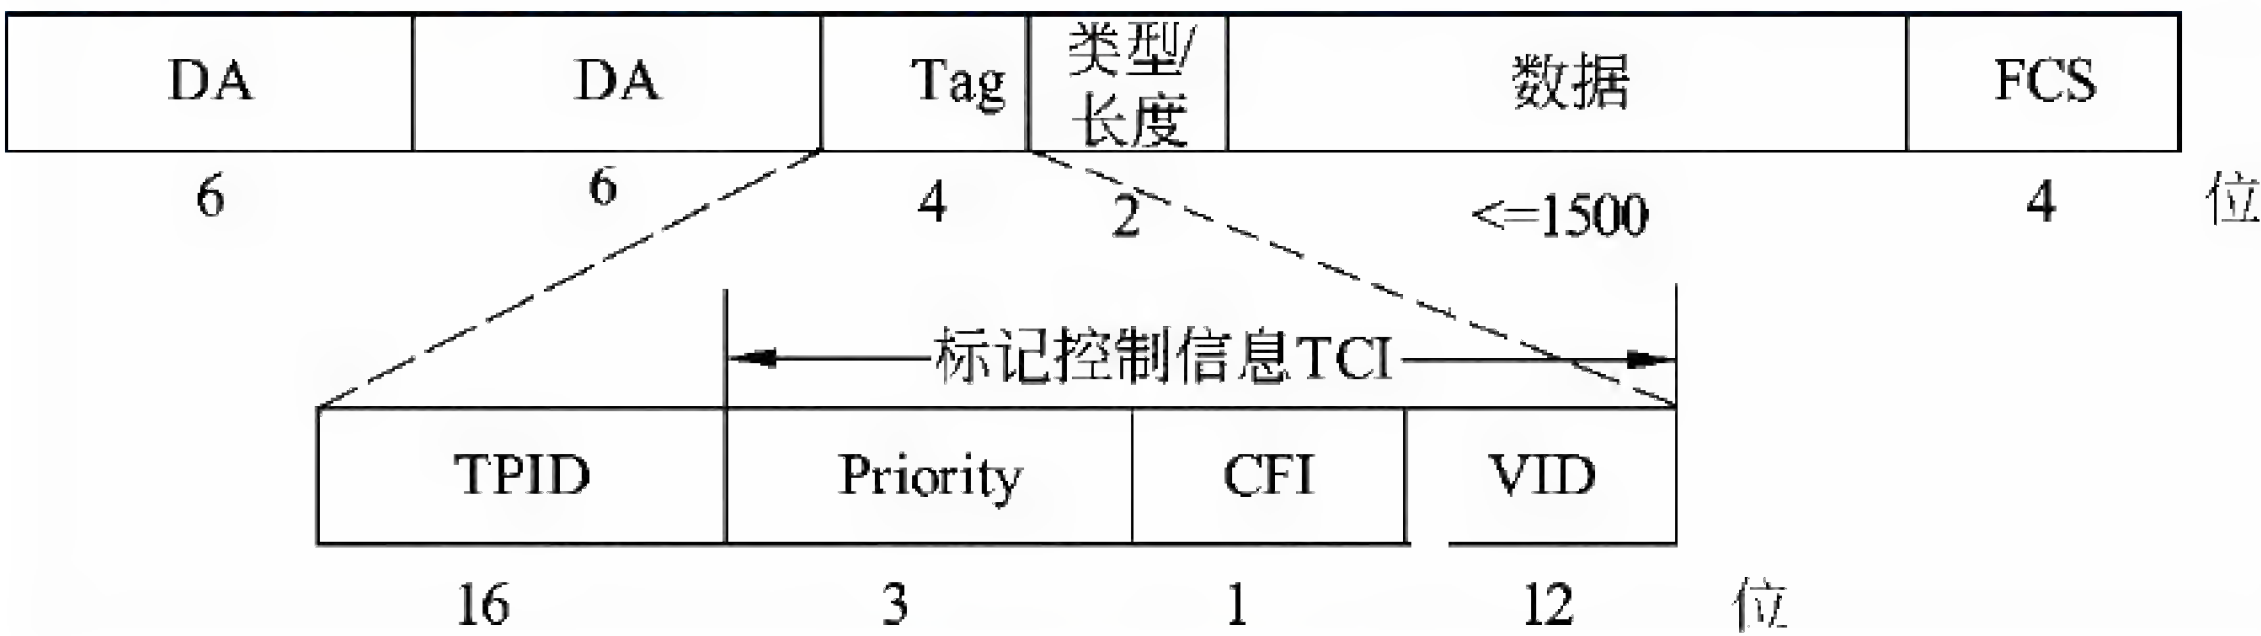 DA DA Tag 类型/ 数据 FCS
长度
6 6 4 2 <=1500 4 位
标记控制信息TCI
TPID Priority CFI VID
16 3 1 12 位